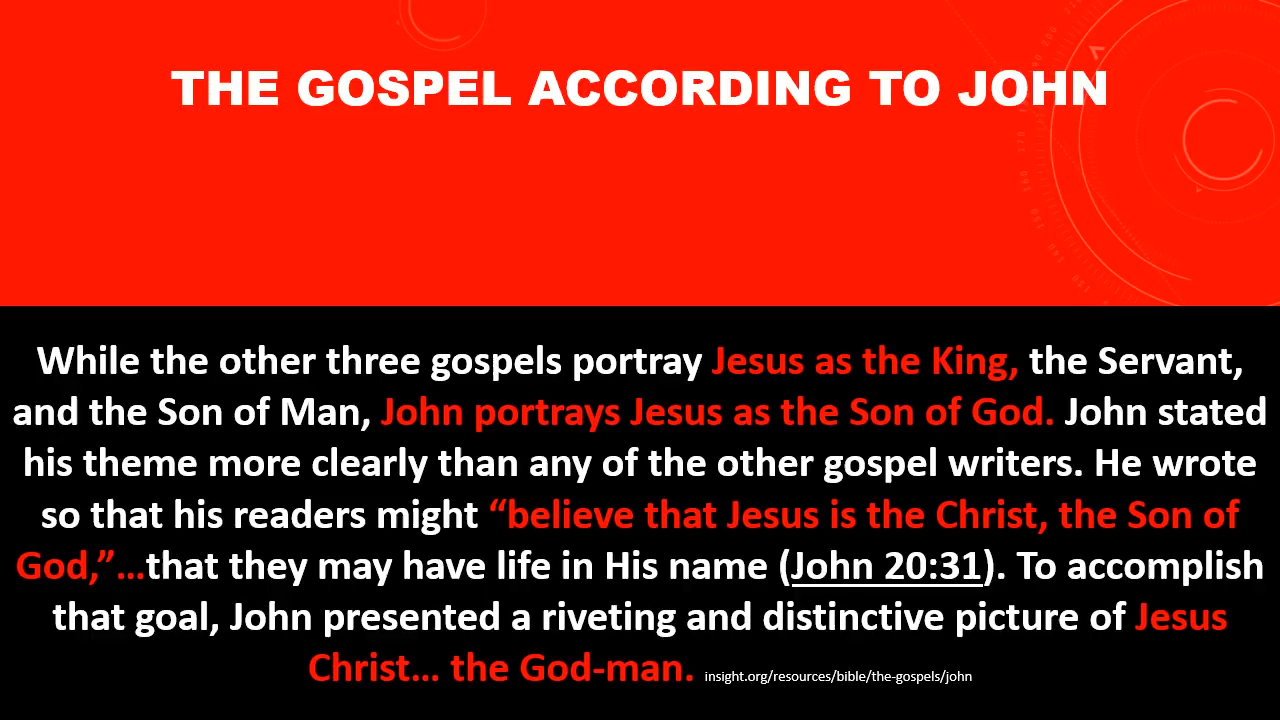 THE GOSPEL ACCORDING TO JOHN
While the other three gospels portray Jesus as the King, the Servant,
and the Son of Man, John portrays Jesus as the Son of God. John stated
his theme more clearly than any of the other gospel writers. He wrote
so that his readers might “believe that Jesus is the Christ, the Son of
God,”…that they may have life in His name (John 20:31). To accomplish
that goal, John presented a riveting and distinctive picture of Jesus
Christ… the God-man. insight.org/resources/bible/the-gospels/john